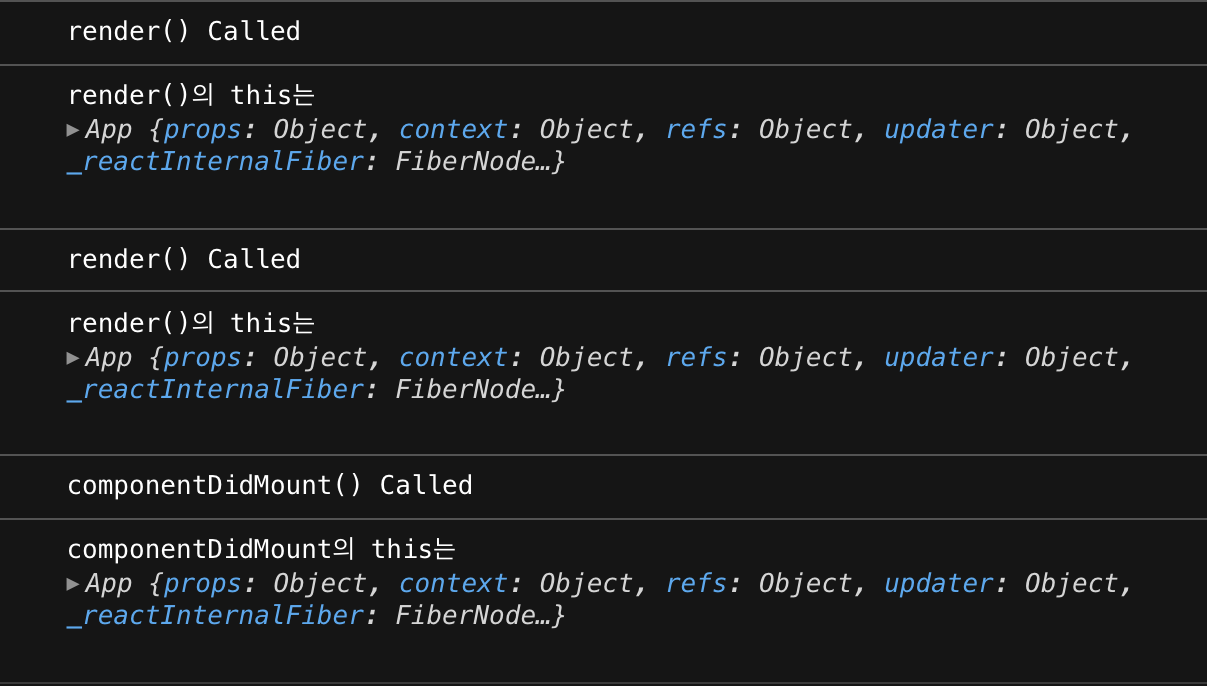 render() Called
render()의 this는
▶App {props: Object, context: Object, refs: Object, updater: Object,
_reactInternalFiber: FiberNode…}
render() Called
render()의 this는
▶App {props: Object, context: Object, refs: Object, updater: Object,
_reactInternalFiber: FiberNode…}
componentDidMount() Called
componentDidMount의 this는
▶App {props: Object, context: Object, refs: Object, updater: Object,
_reactInternalFiber: FiberNode…}